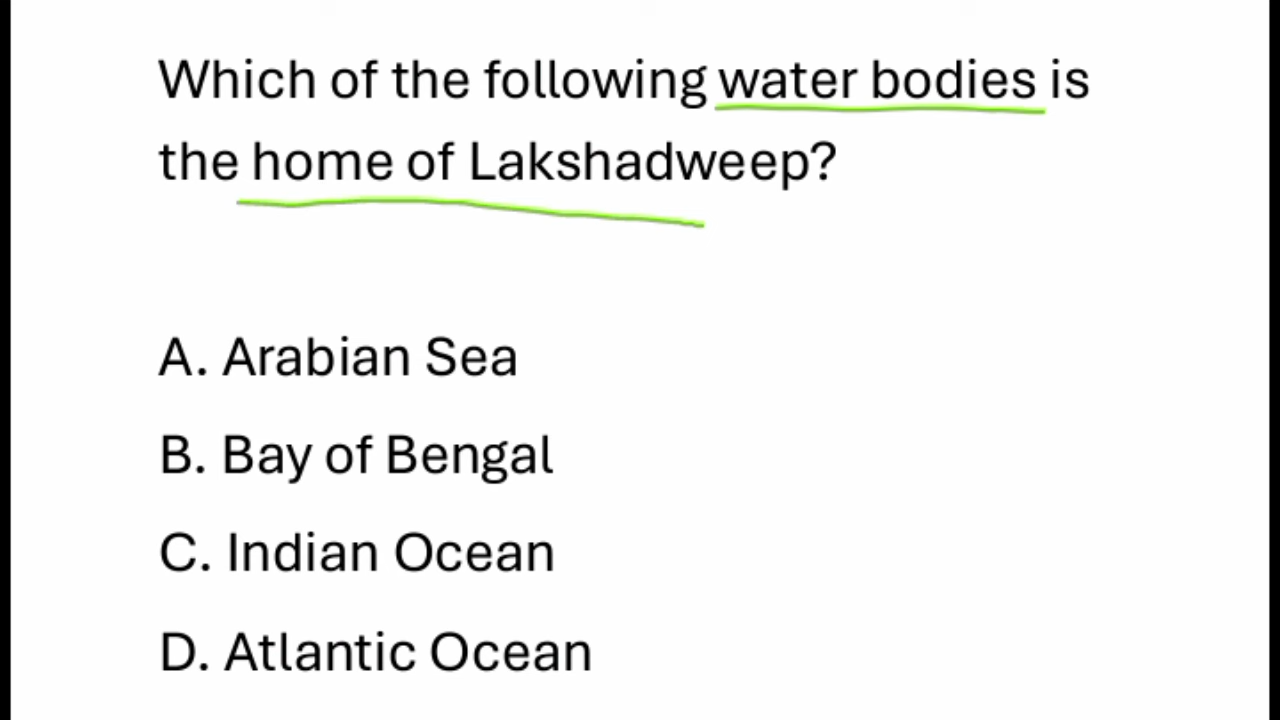 Which of the following water bodies is
the home of Lakshadweep?
A. Arabian Sea
B. Bay of Bengal
C. Indian Ocean
D. Atlantic Ocean